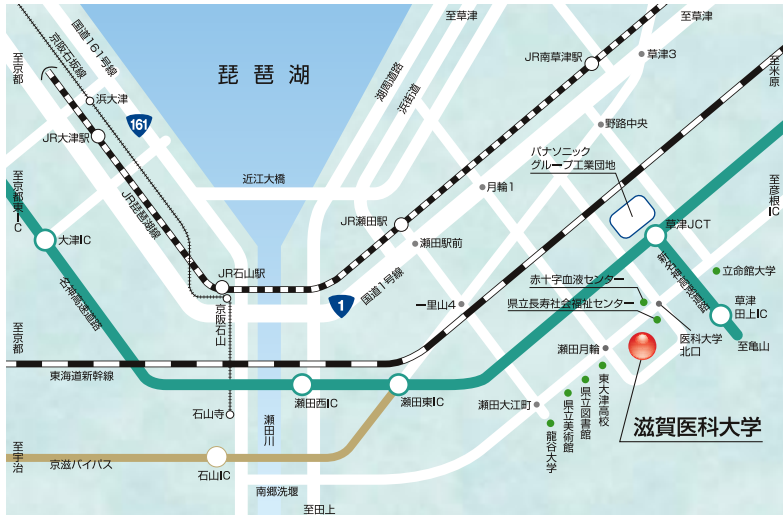 至草津
至草津
国道161号線
京阪石坂線
至京都
浜大津
161
JR大津駅
琵琶湖
湖周道路
浜街道
JR南草津駅
草津3
至米原
野路中央
パナソニック
グループ工業団地
近江大橋
月輪1
至彦根IC
至京都東IC
JR琵琶湖線
JR瀬田駅
瀬田駅前
草津JCT
大津IC
名神高速道路
JR石山駅
国道1号線
1
一里山4
赤十字血液センター
県立長寿社会福祉センター
新名神高速道路
立命館大学
草津
田上IC
至亀山
医科大学
北口
京阪石山
至京都
東海道新幹線
瀬田月輪
瀬田西IC
瀬田東IC
瀬田大江町
東大津高校
県立図書館
県立美術館
龍谷大学
滋賀医科大学
石山寺
瀬田川
至宇治
京滋バイパス
石山IC
南郷洗堰
至田上